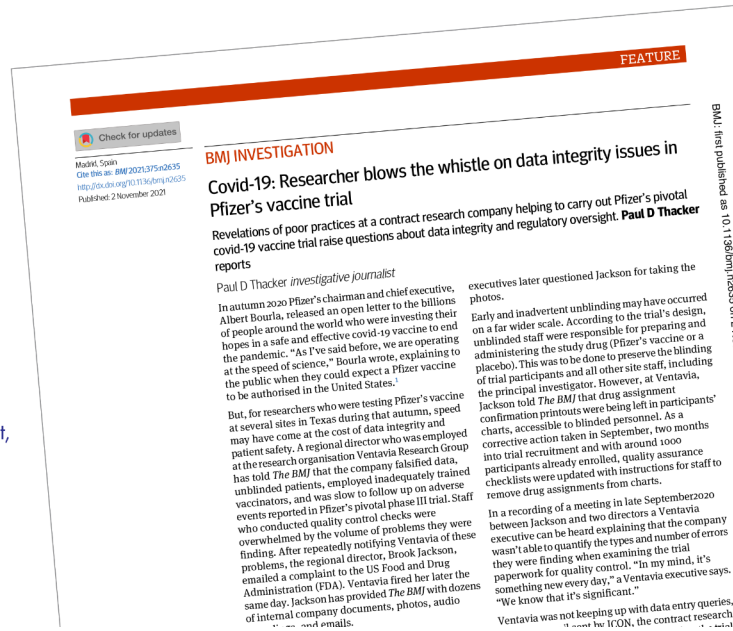 FEATURE
Check for updates
Madrid, Spain
Cite this as: BMJ 2021;375:n2635
http://dx.doi.org/10.1136/bmj.n2635
Published: 2 November 2021
BMJ INVESTIGATION
Covid-19: Researcher blows the whistle on data integrity issues in
Pfizer's vaccine trial
Revelations of poor practices at a contract research company helping to carry out Pfizer's pivotal
covid-19 vaccine trial raise questions about data integrity and regulatory oversight. Paul D Thacker
reports
Paul D Thacker investigative journalist
In autumn 2020 Pfizer's chairman and chief executive,
Albert Bourla, released an open letter to the billions
of people around the world who were investing their
hopes in a safe and effective covid-19 vaccine to end
the pandemic. “As I've said before, we are operating
at the speed of science,” Bourla wrote, explaining to
the public when they could expect a Pfizer vaccine
to be authorised in the United States.1
But, for researchers who were testing Pfizer's vaccine
at several sites in Texas during that autumn, speed
may have come at the cost of data integrity and
patient safety. A regional director who was employed
at the research organisation Ventavia Research Group
has told The BMJ that the company falsified data,
unblinded patients, employed inadequately trained
vaccinators, and was slow to follow up on adverse
events reported in Pfizer's pivotal phase III trial. Staff
who conducted quality control checks were
overwhelmed by the volume of problems they were
finding. After repeatedly notifying Ventavia of these
problems, the regional director, Brook Jackson,
emailed a complaint to the US Food and Drug
Administration (FDA). Ventavia fired her later the
same day. Jackson has provided The BMJ with dozens
of internal company documents, photos, audio
and emails.
executives later questioned Jackson for taking the
photos.
Early and inadvertent unblinding may have occurred
on a far wider scale. According to the trial's design,
unblinded staff were responsible for preparing and
administering the study drug (Pfizer's vaccine or a
placebo). This was to be done to preserve the blinding
of trial participants and all other site staff, including
the principal investigator. However, at Ventavia,
Jackson told The BMJ that drug assignment
confirmation printouts were being left in participants'
charts, accessible to blinded personnel. As a
corrective action taken in September, two months
into trial recruitment and with around 1000
participants already enrolled, quality assurance
checklists were updated with instructions for staff to
remove drug assignments from charts.
In a recording of a meeting in late September2020
between Jackson and two directors a Ventavia
executive can be heard explaining that the company
wasn't able to quantify the types and number of errors
they were finding when examining the trial
paperwork for quality control. “In my mind, it's
something new every day,” a Ventavia executive says.
“We know that it's significant.”
Ventavia was not keeping up with data entry queries,
sent by ICON, the contract research
BMJ: first published as 10.1136/bmj.n2635 on 2
t,